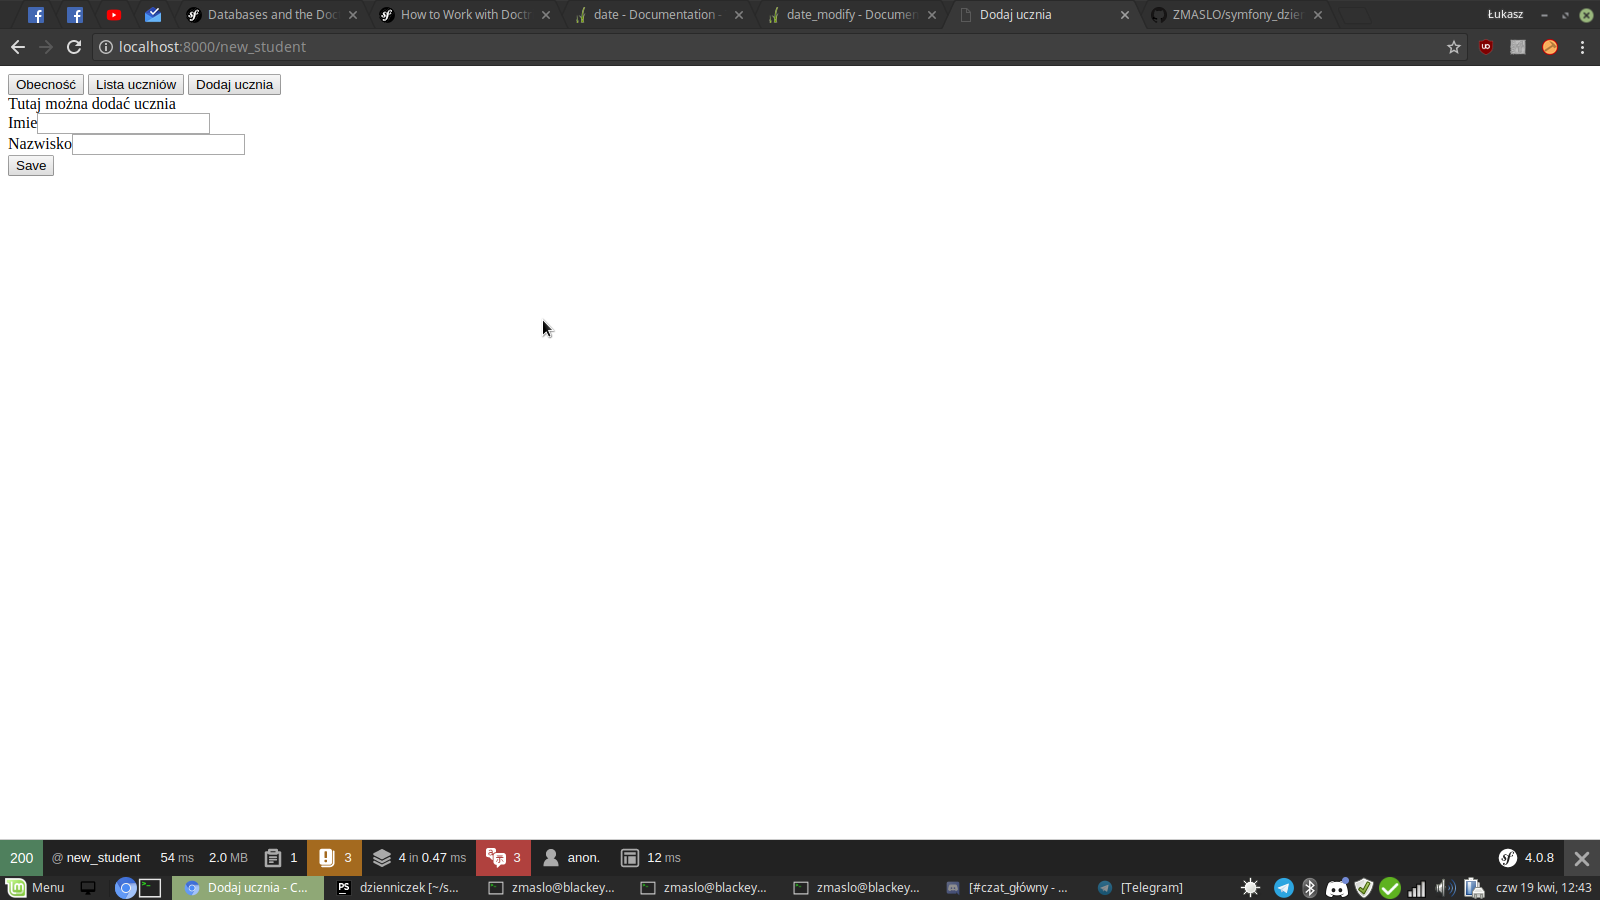 Databases and the Doc
How to Work with Doctr
date - Documentation -
date_modify - Documen
Dodaj ucznia
ZMASLO/symfony_dzie
Łukasz
localhost:8000/new_student
Obecność Lista uczniów Dodaj ucznia
Tutaj można dodać ucznia
Imie
Nazwisko
Save
200 @ new_student 54 ms 2.0 MB 1 3 4 in 0.47 ms 3 anon. 12 ms 4.0.8
Menu Dodaj ucznia - C... PS dzienniczek [~/s... zmaslo@blackey... zmaslo@blackey... zmaslo@blackey... [#czat_główny - ... [Telegram] czw 19 kwi, 12:43